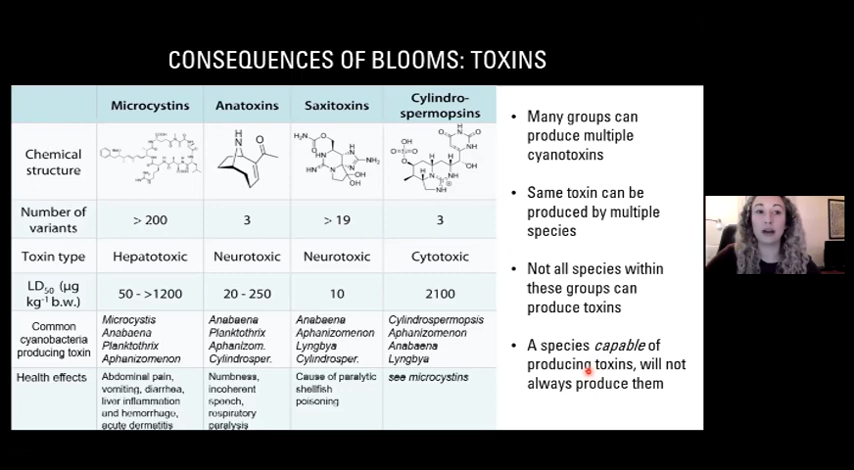 CONSEQUENCES OF BLOOMS: TOXINS
Microcystins
Anatoxins
Saxitoxins
Cylindro-
spermopsins
Chemical
structure
Number of
variants
> 200
3
> 19
3
Toxin type
Hepatotoxic
Neurotoxic
Neurotoxic
Cytotoxic
LD50 (µg
kg-1 b.w.)
50 - >1200
20 - 250
10
2100
Common
cyanobacteria
producing toxin
Microcystis
Anabaena
Planktothrix
Aphanizomenon
Anabaena
Planktothrix
Aphanizom.
Cylindrosper.
Anabaena
Aphanizomenon
Lyngbya
Cylindrosper.
Cylindrospermopsis
Aphanizomenon
Anabaena
Lyngbya
Health effects
Abdominal pain,
vomiting, diarrhea,
liver inflammation
and hemorrhage,
acute dermatitis
Numbness,
incoherent
speech,
respiratory
paralysis
Cause of paralytic
shellfish
poisoning
see microcystins
• Many groups can
produce multiple
cyanotoxins
• Same toxin can be
produced by multiple
species
• Not all species within
these groups can
produce toxins
• A species capable of
producing toxins, will not
always produce them